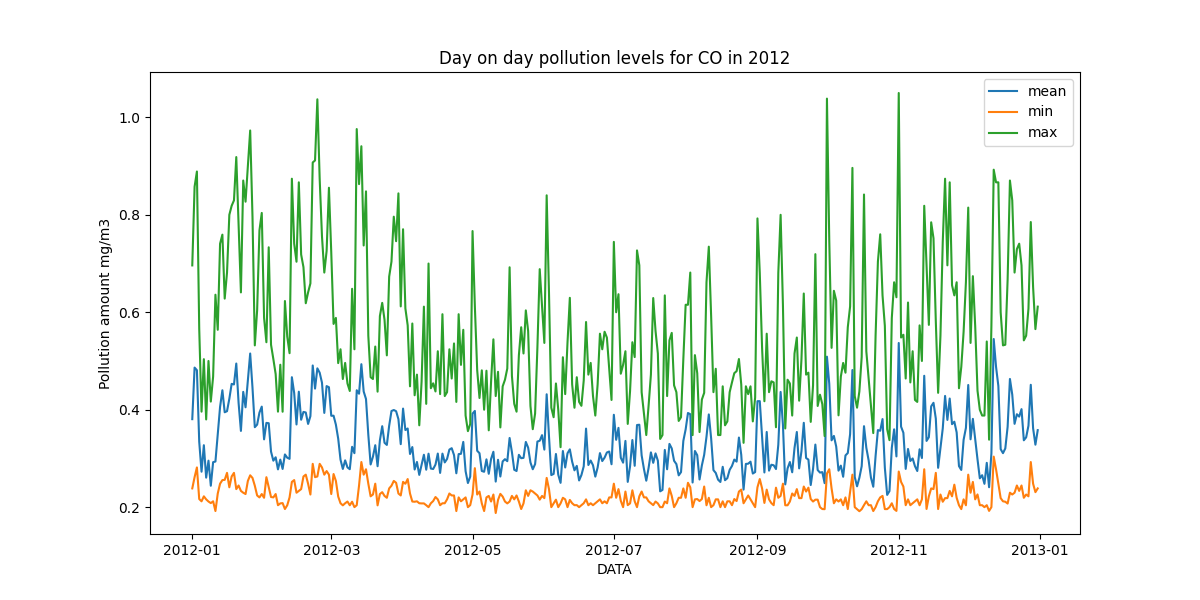 Day on day pollution levels for CO in 2012
mean
min
max
Pollution amount mg/m3
1.0
0.8
0.6
0.4
0.2
2012-01 2012-03 2012-05 2012-07 2012-09 2012-11 2013-01
DATA